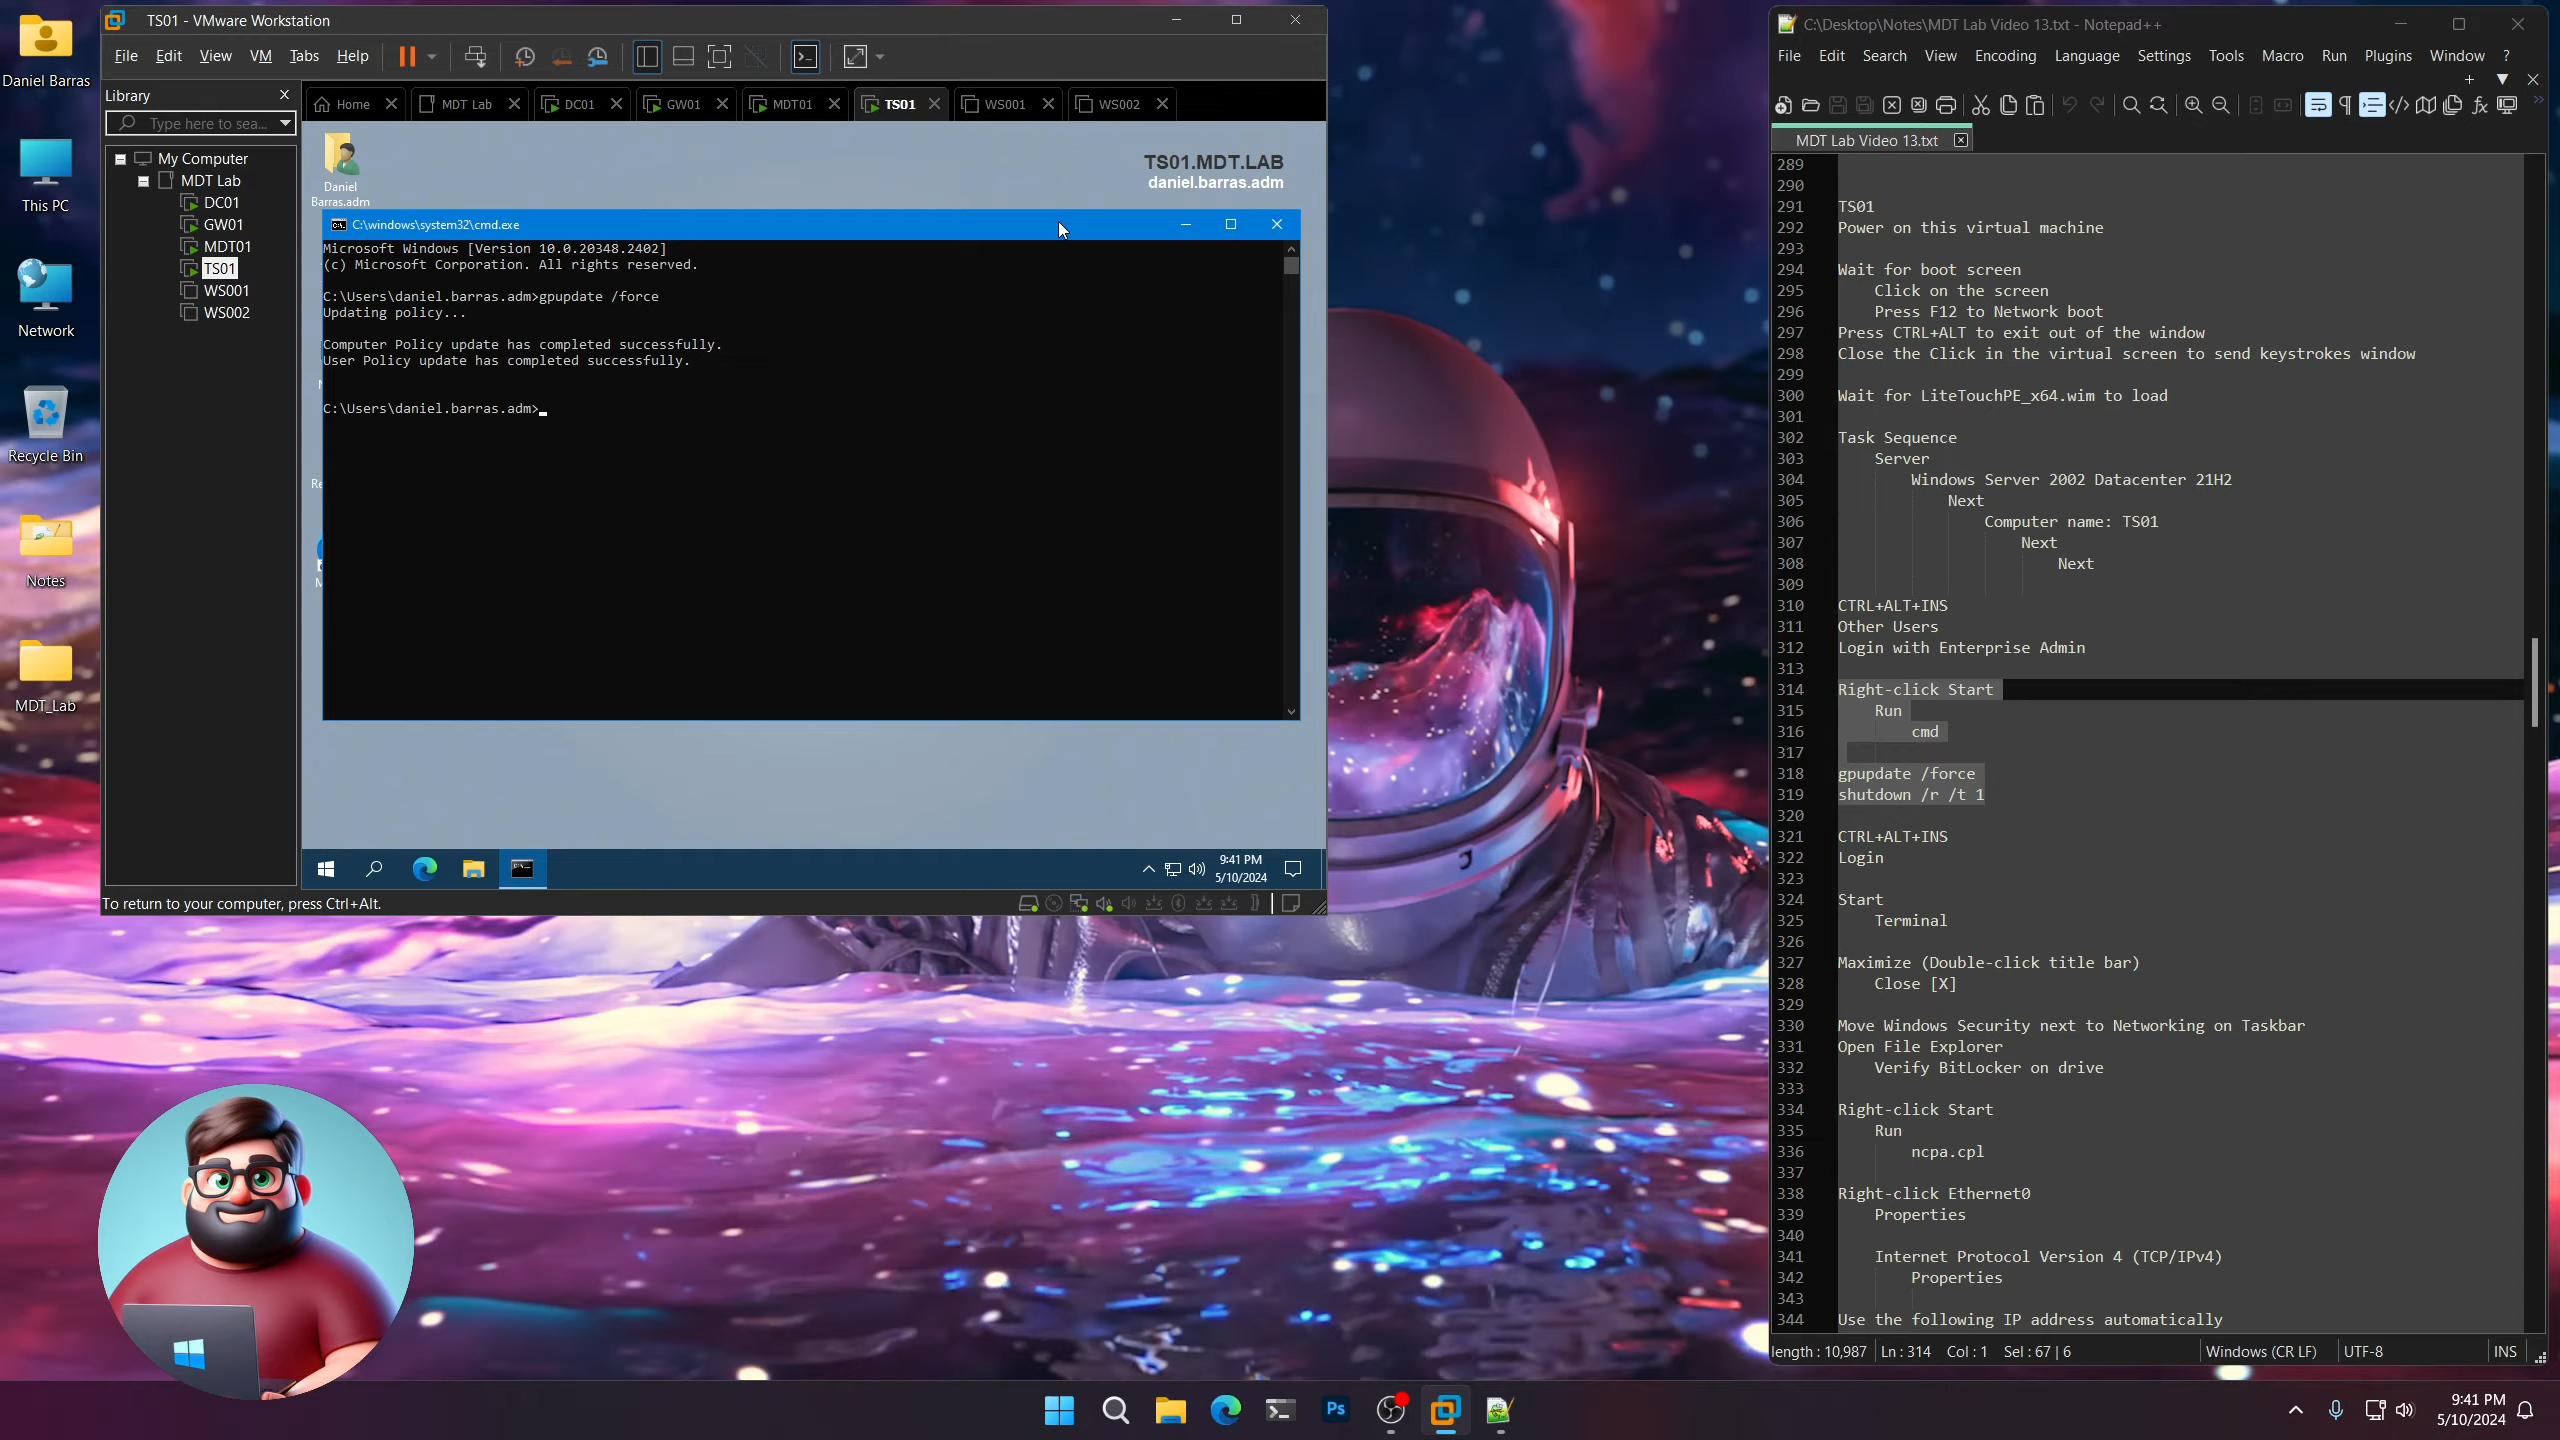 Daniel Barras
This PC
Network
Recycle Bin
Notes
MDT_Lab
TS01 - VMware Workstation
File Edit View VM Tabs Help
Library
Type here to sea...
My Computer
MDT Lab
DC01
GW01
MDT01
TS01
WS001
WS002
Home MDT Lab DC01 GW01 MDT01 TS01 WS001 WS002
Daniel
Barras.adm
TS01.MDT.LAB
daniel.barras.adm
C:\windows\system32\cmd.exe
Microsoft Windows [Version 10.0.20348.2402]
(c) Microsoft Corporation. All rights reserved.
C:\Users\daniel.barras.adm>gpupdate /force
Updating policy...
Computer Policy update has completed successfully.
User Policy update has completed successfully.
C:\Users\daniel.barras.adm>
9:41 PM
5/10/2024
To return to your computer, press Ctrl+Alt.
C:\Desktop\Notes\MDT Lab Video 13.txt - Notepad++
File Edit Search View Encoding Language Settings Tools Macro Run Plugins Window ?
MDT Lab Video 13.txt
289
290
291 TS01
292 Power on this virtual machine
293
294 Wait for boot screen
295 Click on the screen
296 Press F12 to Network boot
297 Press CTRL+ALT to exit out of the window
298 Close the Click in the virtual screen to send keystrokes window
299
300 Wait for LiteTouchPE_x64.wim to load
301
302 Task Sequence
303 Server
304 Windows Server 2002 Datacenter 21H2
305 Next
306 Computer name: TS01
307 Next
308 Next
309
310 CTRL+ALT+INS
311 Other Users
312 Login with Enterprise Admin
313
314 Right-click Start
315 Run
316 cmd
317
318 gpupdate /force
319 shutdown /r /t 1
320
321 CTRL+ALT+INS
322 Login
323
324 Start
325 Terminal
326
327 Maximize (Double-click title bar)
328 Close [X]
329
330 Move Windows Security next to Networking on Taskbar
331 Open File Explorer
332 Verify BitLocker on drive
333
334 Right-click Start
335 Run
336 ncpa.cpl
337
338 Right-click Ethernet0
339 Properties
340
341 Internet Protocol Version 4 (TCP/IPv4)
342 Properties
343
344 Use the following IP address automatically
length : 10,987 Ln : 314 Col : 1 Sel : 67 | 6 Windows (CR LF) UTF-8 INS
Ps
9:41 PM
5/10/2024